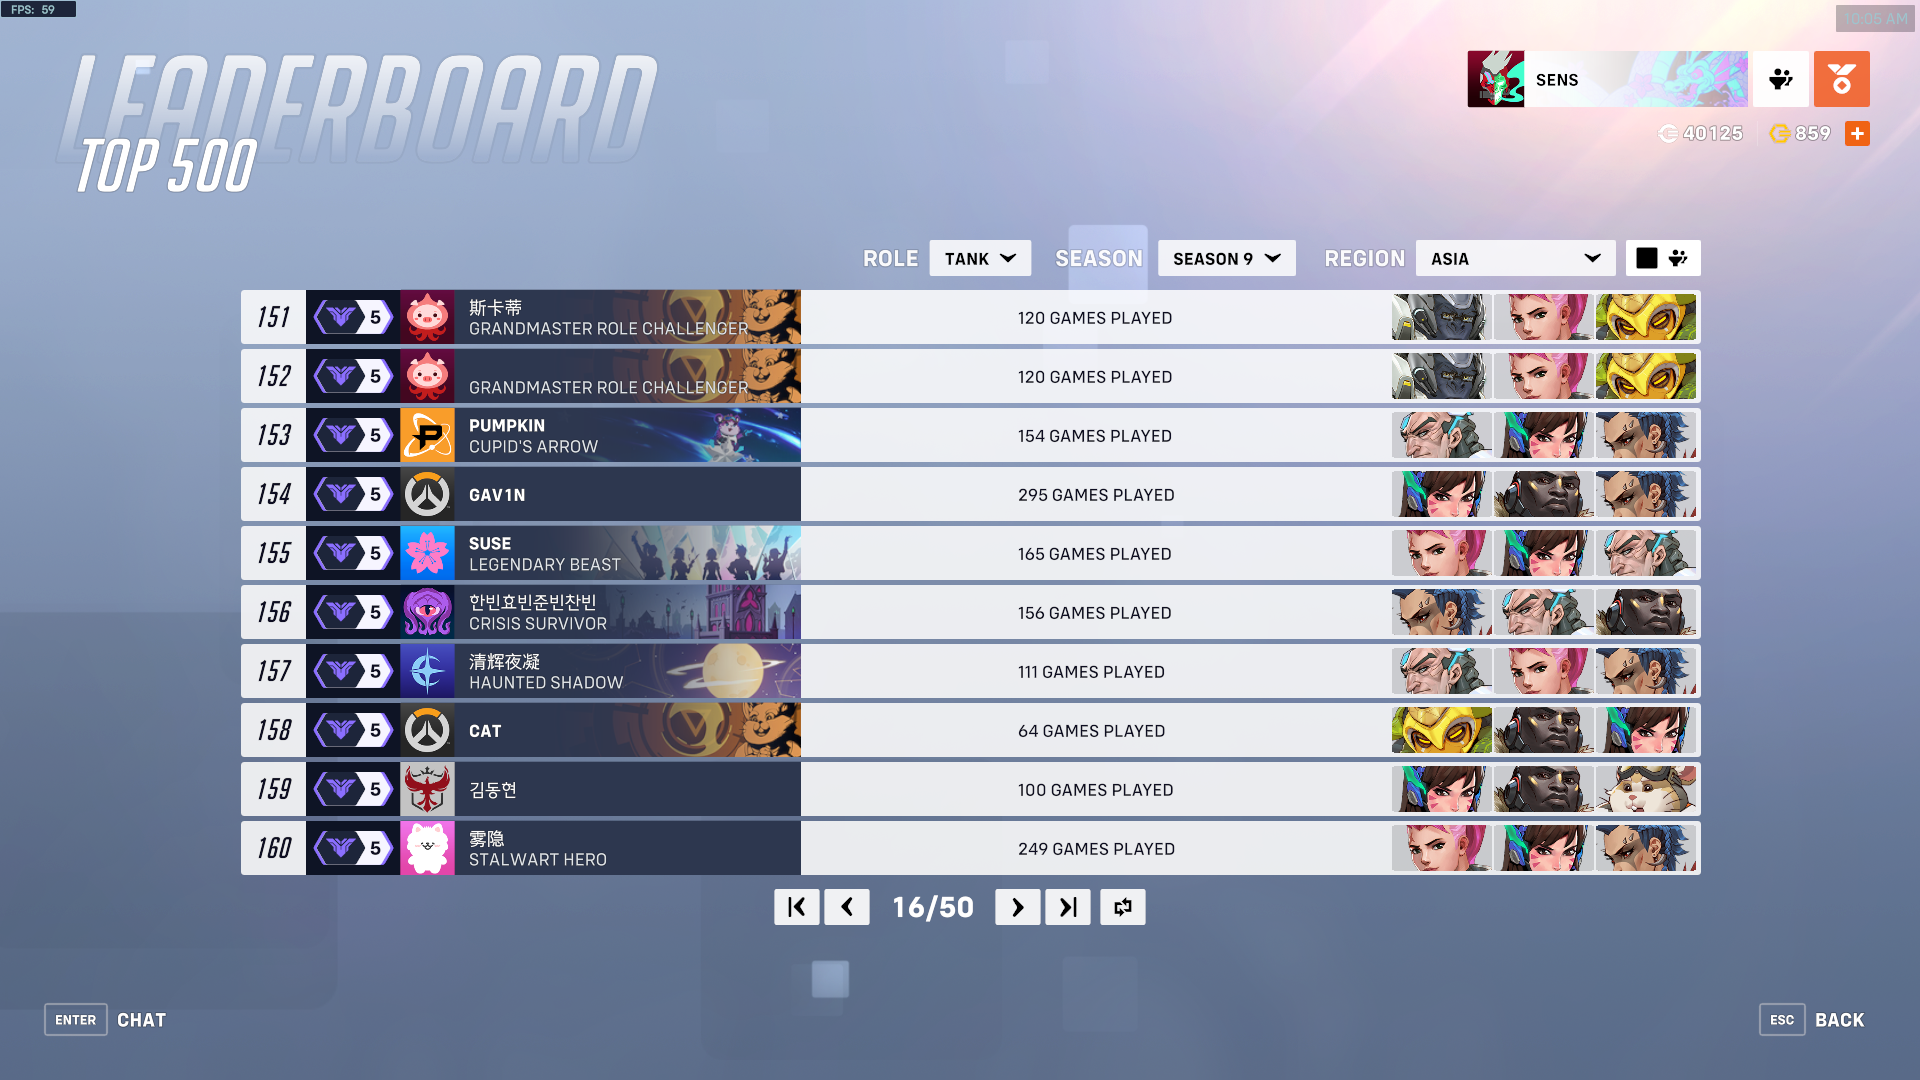 FPS: 59
10:05 AM
LEADERBOARD
TOP 500
SENS
40125
859
ROLE
TANK
SEASON
SEASON 9
REGION
ASIA
151
5
斯卡蒂
GRANDMASTER ROLE CHALLENGER
120 GAMES PLAYED
152
5
GRANDMASTER ROLE CHALLENGER
120 GAMES PLAYED
153
5
PUMPKIN
CUPID'S ARROW
154 GAMES PLAYED
154
5
GAV1N
295 GAMES PLAYED
155
5
SUSE
LEGENDARY BEAST
165 GAMES PLAYED
156
5
한빈효빈준빈찬빈
CRISIS SURVIVOR
156 GAMES PLAYED
157
5
清辉夜凝
HAUNTED SHADOW
111 GAMES PLAYED
158
5
CAT
64 GAMES PLAYED
159
5
김동현
100 GAMES PLAYED
160
5
雾隐
STALWART HERO
249 GAMES PLAYED
16/50
ENTER
CHAT
ESC
BACK